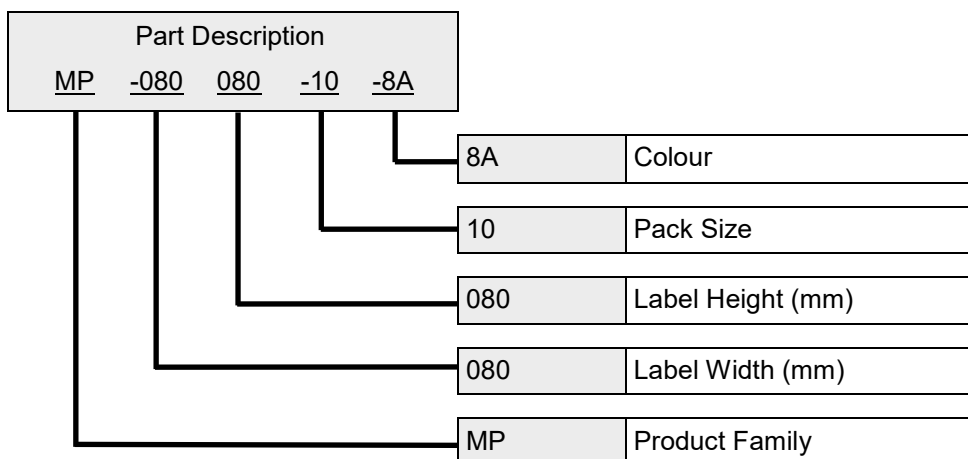 Part Description
MP -080 080 -10 -8A
8A Colour
10 Pack Size
080 Label Height (mm)
080 Label Width (mm)
MP Product Family